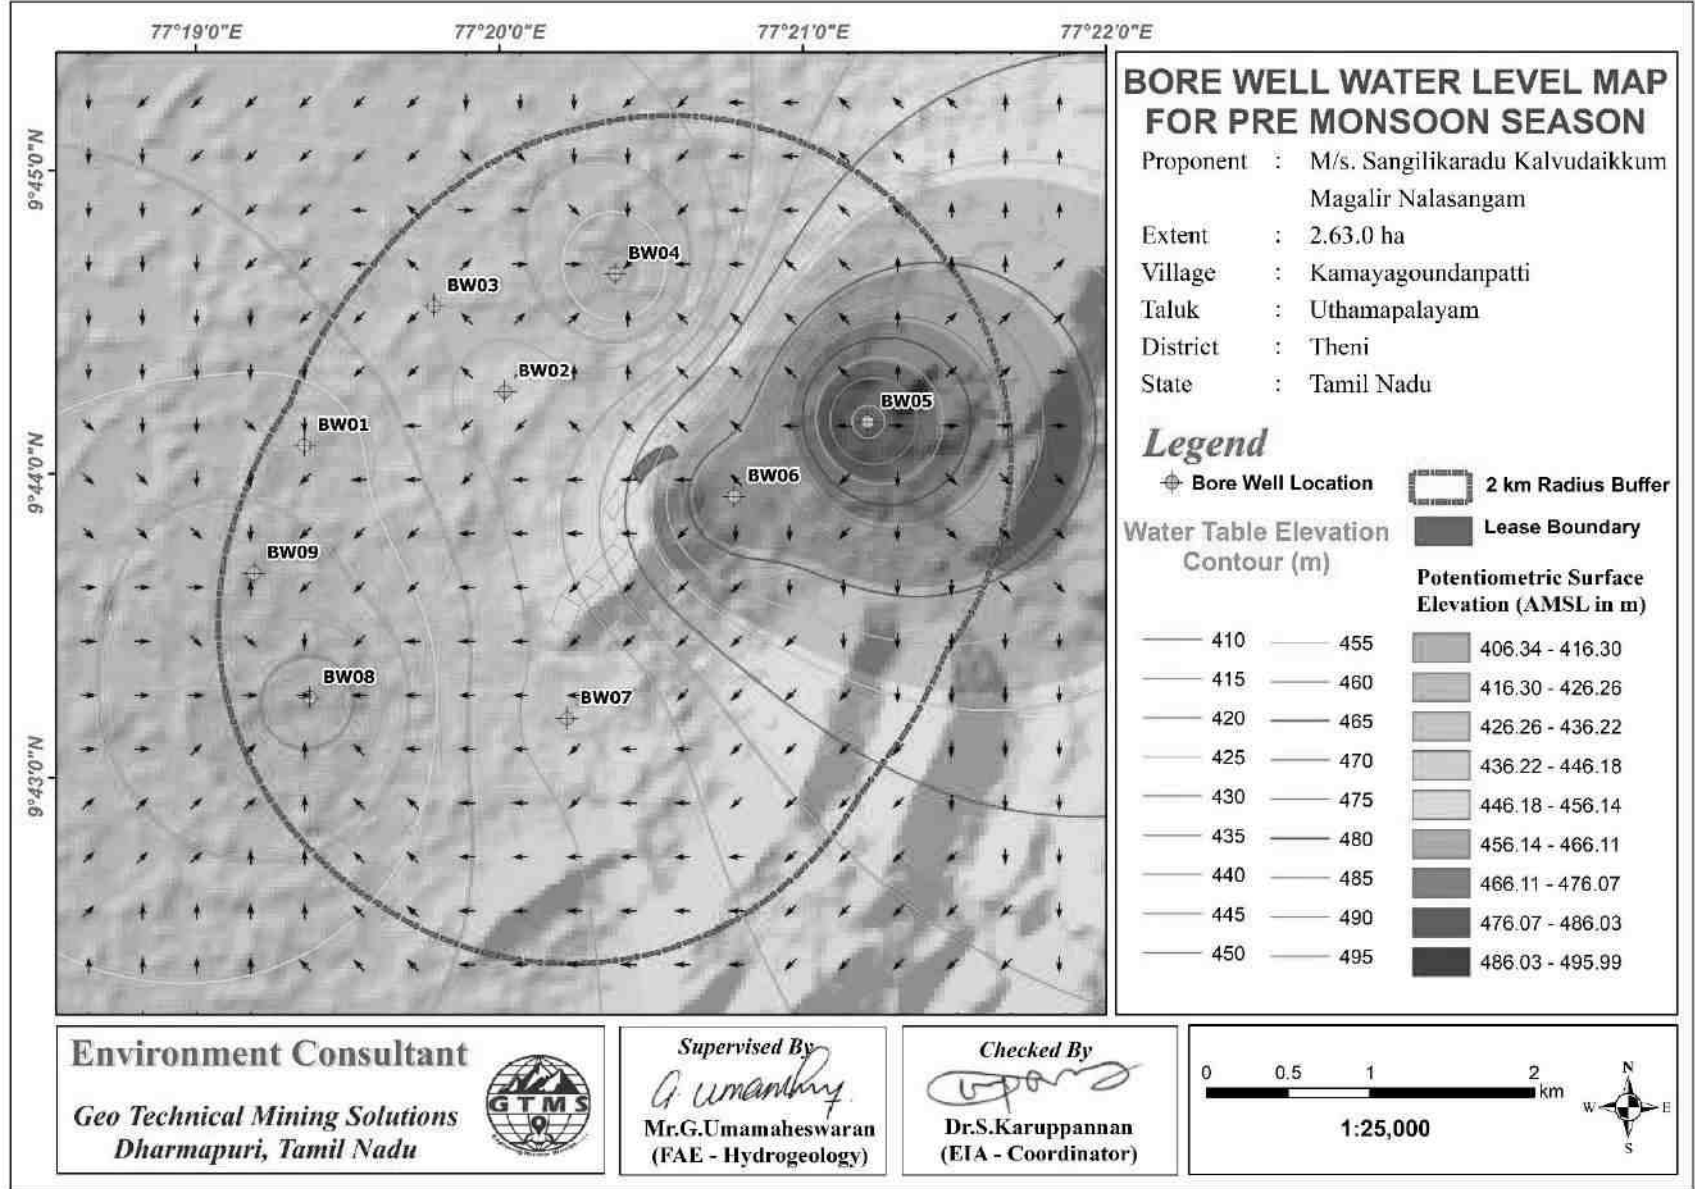 77°19'0"E 77°20'0"E 77°21'0"E 77°22'0"E
9°45'0"N
9°44'0"N
9°43'0"N
BW04
BW03
BW02
BW05
BW01
BW06
BW09
BW08
BW07
BORE WELL WATER LEVEL MAP
FOR PRE MONSOON SEASON
Proponent : M/s. Sangilikaradu Kalvudaikkum
Magalir Nalasangam
Extent : 2.63.0 ha
Village : Kamayagoundanpatti
Taluk : Uthamapalayam
District : Theni
State : Tamil Nadu
Legend
Bore Well Location
2 km Radius Buffer
Lease Boundary
Water Table Elevation
Contour (m)
410 455
415 460
420 465
425 470
430 475
435 480
440 485
445 490
450 495
Potentiometric Surface
Elevation (AMSL in m)
406.34 - 416.30
416.30 - 426.26
426.26 - 436.22
436.22 - 446.18
446.18 - 456.14
456.14 - 466.11
466.11 - 476.07
476.07 - 486.03
486.03 - 495.99
Environment Consultant
Geo Technical Mining Solutions
Dharmapuri, Tamil Nadu
GTMS
Supervised By
Mr.G.Umamaheswaran
(FAE - Hydrogeology)
Checked By
Dr.S.Karuppannan
(EIA - Coordinator)
0 0.5 1 2
km
1:25,000
N
W E
S